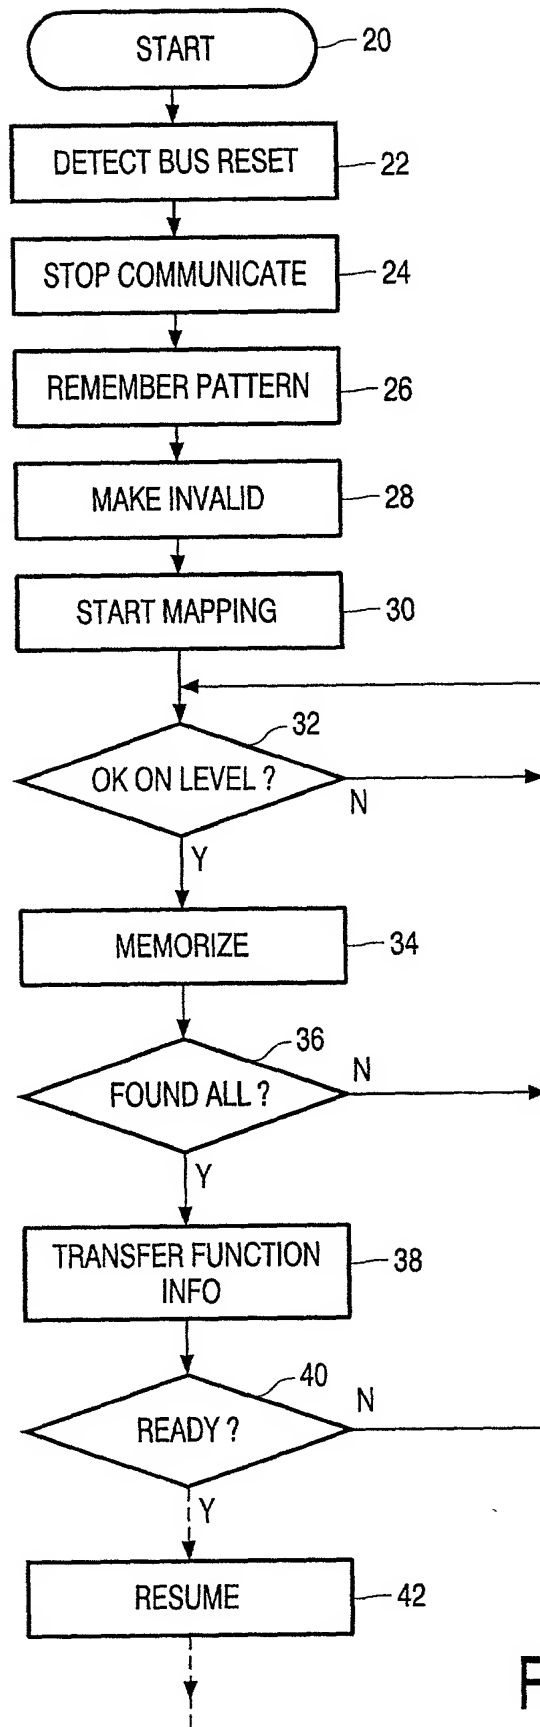 START
20
DETECT BUS RESET
22
STOP COMMUNICATE
24
REMEMBER PATTERN
26
MAKE INVALID
28
START MAPPING
30
32
OK ON LEVEL ?
N
Y
MEMORIZE
34
36
FOUND ALL ?
N
Y
TRANSFER FUNCTION
INFO
38
40
READY ?
N
Y
RESUME
42
F